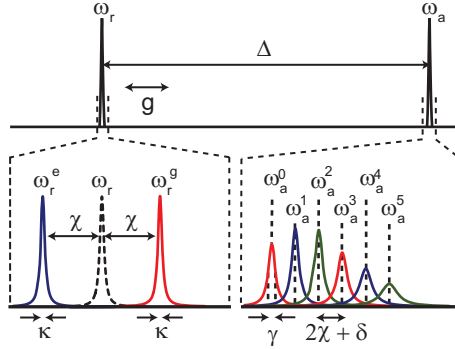 ω_r ω_a
Δ
g
ω_r^e ω_r ω_r^g
χ χ
κ κ
ω_a^0 ω_a^1 ω_a^2 ω_a^3 ω_a^4 ω_a^5
γ 2χ + δ